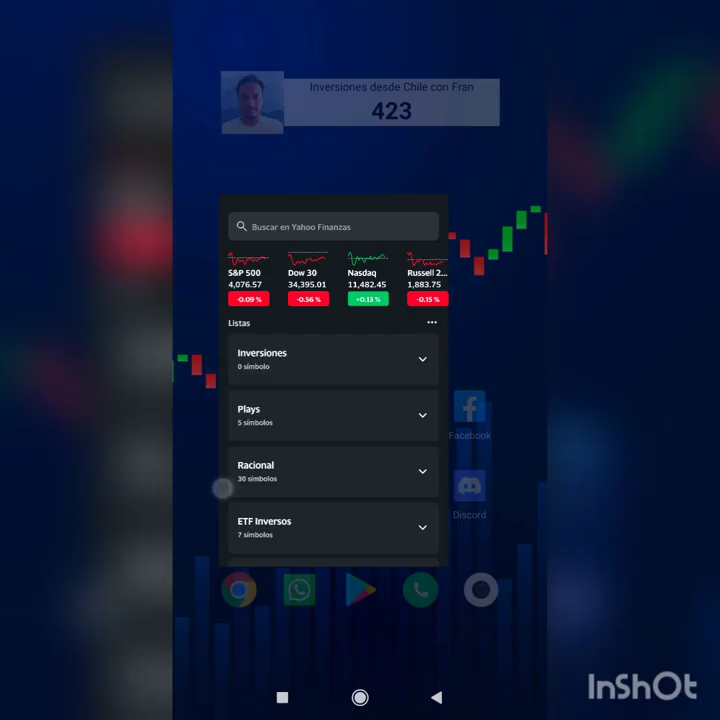 Inversiones desde Chile con Fran
423
Buscar en Yahoo Finanzas
S&P 500 Dow 30 Nasdaq Russell 2...
4,076.57 34,395.01 11,482.45 1,883.75
-0.09 % -0.56 % +0.13 % -0.15 %
Listas
Inversiones
0 símbolo
Plays
5 símbolos
Racional
30 símbolos
ETF Inversos
7 símbolos
Facebook
Discord
InShOt